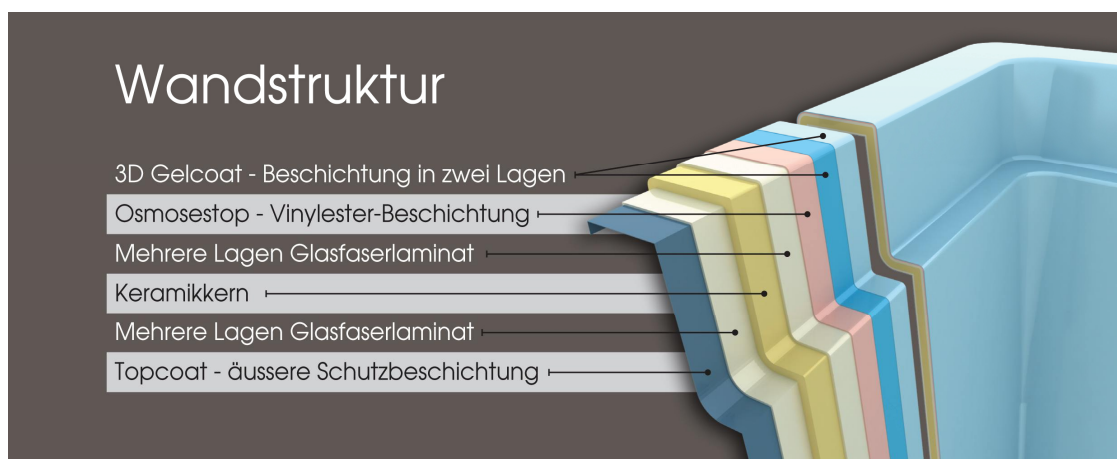 Wandstruktur
3D Gelcoat - Beschichtung in zwei Lagen
Osmosestop - Vinylester-Beschichtung
Mehrere Lagen Glasfaserlaminat
Keramikkern
Mehrere Lagen Glasfaserlaminat
Topcoat - äussere Schutzbeschichtung